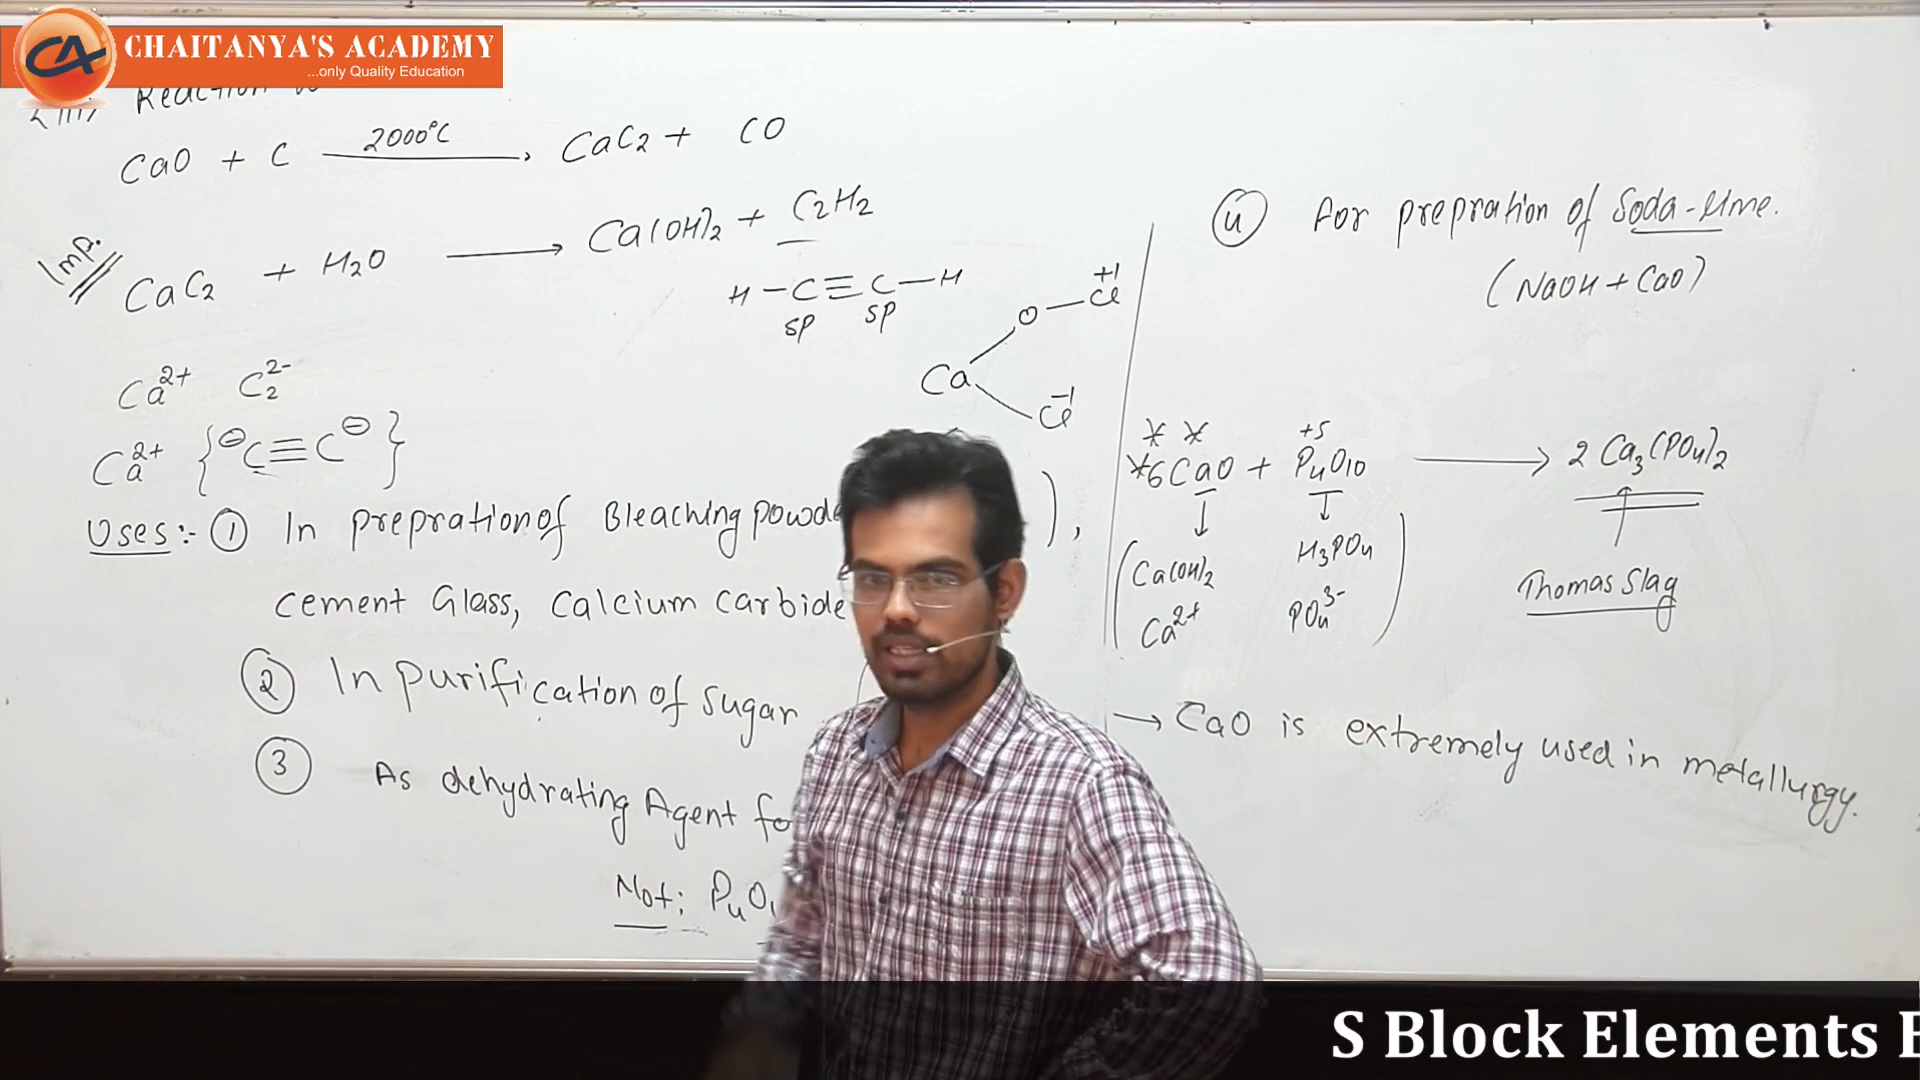 CHAITANYA'S ACADEMY
...only Quality Education
(iii) Reaction
CaO + C 2000°C → CaC2 + CO
Imp.
CaC2 + H2O → Ca(OH)2 + C2H2
H - C ≡ C - H
sp sp
Ca2+ C2 2-
Ca2+ {⊖C ≡ C⊖}
Uses:- ① In prepration of Bleaching powde
),
cement Glass, Calcium Carbide
② In purification of sugar
③ As dehydrating Agent fo
Not: P4O1
O - Cl +1
Ca
Cl -1
④ For prepration of Soda-lime.
(NaOH + CaO)
* *
+5
*6CaO + P4O10 → 2 Ca3(PO4)2
↓ ↓
(Ca(OH)2 H3PO4)
Ca2+ PO4 3-
Thomas Slag
→ CaO is extremely used in metallurgy.
S Block Elements